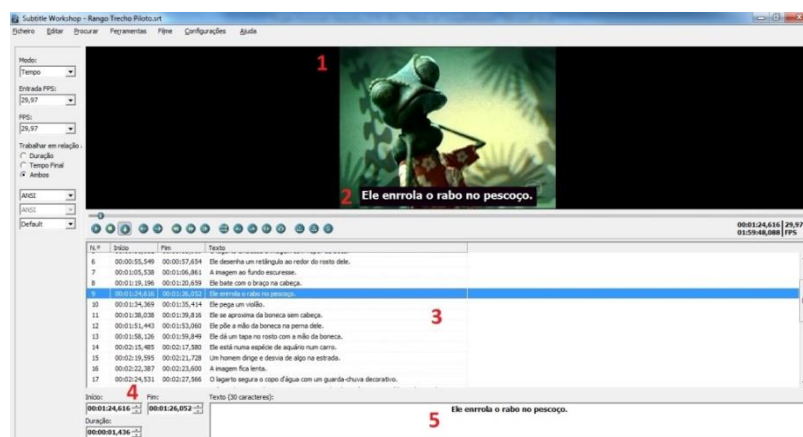 Subtitle Workshop - Rango Trecho Piloto.srt
Ficheiro Editar Procurar Ferramentas Filme Configurações Ajuda
1
Modo:
Tempo
Entrada FPS:
29,97
FPS:
29,97
Trabalhar em relação
Duração
Tempo Final
Ambos
ANSI
ANSI
Default
2 Ele enrrola o rabo no pescoço.
00:01:24,616 29,97
01:59:48,088 FPS
N.º Início Fim Texto
6 00:00:55,549 00:00:57,654 Ele desenha um retângulo ao redor do rosto dele.
7 00:01:05,538 00:01:06,861 A imagem ao fundo escuresse.
8 00:01:19,196 00:01:20,659 Ele bate com o braço na cabeça.
9 00:01:24,616 00:01:26,052 Ele enrrola o rabo no pescoço.
10 00:01:34,369 00:01:35,414 Ele pega um violão.
11 00:01:38,038 00:01:39,816 Ele se aproxima da boneca sem cabeça.
12 00:01:51,443 00:01:53,060 Ele põe a mão da boneca na perna dele.
13 00:01:58,126 00:01:59,849 Ele dá um tapa no rosto com a mão da boneca.
14 00:02:15,485 00:02:17,580 Ele está numa espécie de aquário num carro.
15 00:02:19,595 00:02:21,728 Um homem dirige e desvia de algo na estrada.
16 00:02:22,387 00:02:23,600 A imagem fica lenta.
17 00:02:24,531 00:02:27,566 O lagarto segura o copo d'água com um guarda-chuva decorativo.
3
4
Início: Fim: Texto (30 caracteres):
00:01:24,616 00:01:26,052
Ele enrrola o rabo no pescoço.
5
Duração:
00:00:01,436